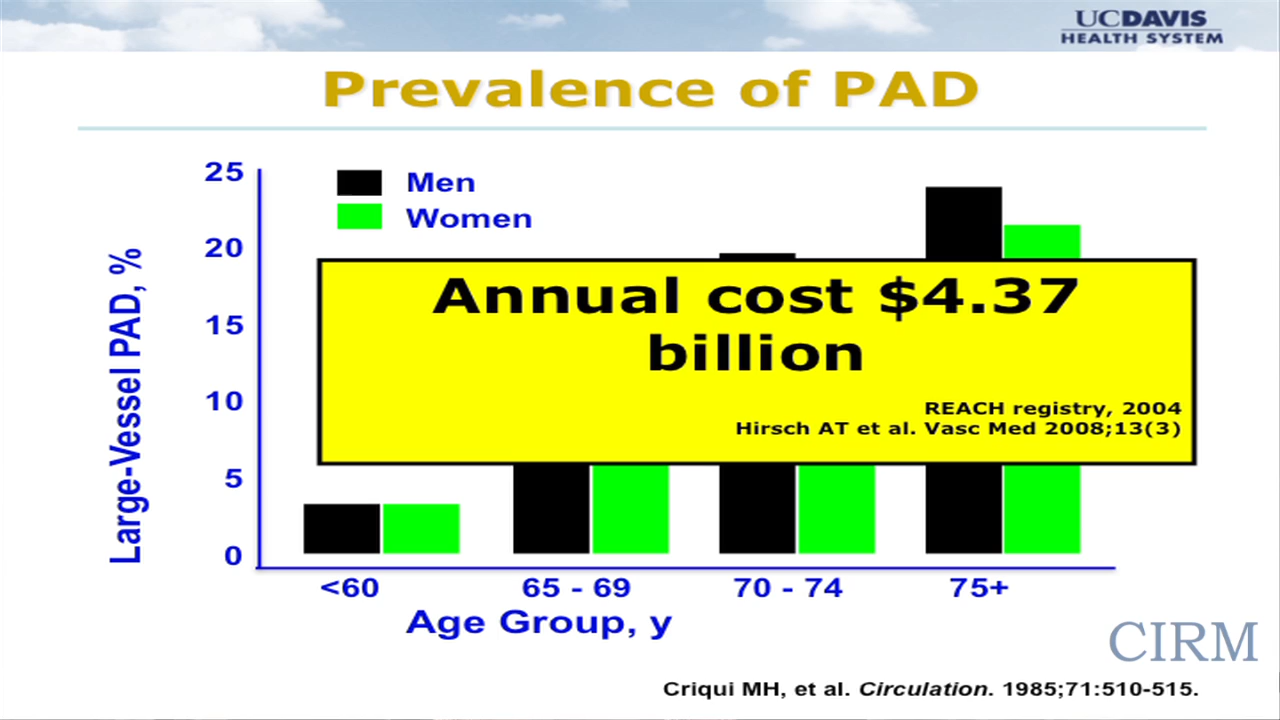 UCDAVIS
HEALTH SYSTEM
Prevalence of PAD
25
20
15
10
5
0
Large-Vessel PAD, %
Men
Women
Annual cost $4.37
billion
REACH registry, 2004
Hirsch AT et al. Vasc Med 2008;13(3)
<60
65 - 69
70 - 74
75+
Age Group, y
CIRM
Criqui MH, et al. Circulation. 1985;71:510-515.